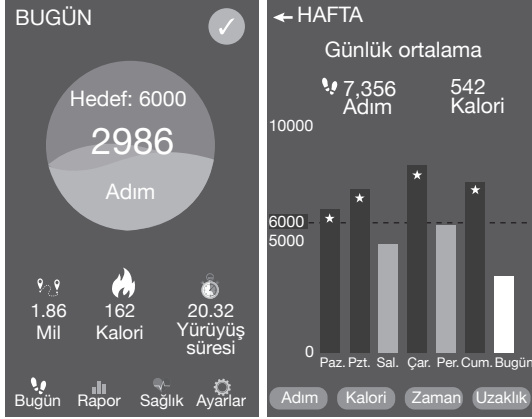 BUGÜN
Hedef: 6000
2986
Adım
1.86
Mil
162
Kalori
20.32
Yürüyüş
süresi
Bugün Rapor Sağlık Ayarlar
HAFTA
Günlük ortalama
7,356
Adım
542
Kalori
10000
6000
5000
0
Paz. Pzt. Sal. Çar. Per. Cum. Bugün
Adım Kalori Zaman Uzaklık